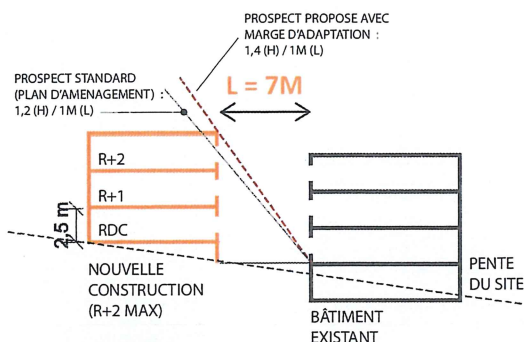 PROSPECT PROPOSE AVEC
MARGE D'ADAPTATION :
1,4 (H) / 1M (L)
PROSPECT STANDARD
(PLAN D'AMENAGEMENT) :
1,2 (H) / 1M (L)
L = 7M
R+2
R+1
2,5 m
RDC
NOUVELLE
CONSTRUCTION
(R+2 MAX)
BÂTIMENT
EXISTANT
PENTE
DU SITE